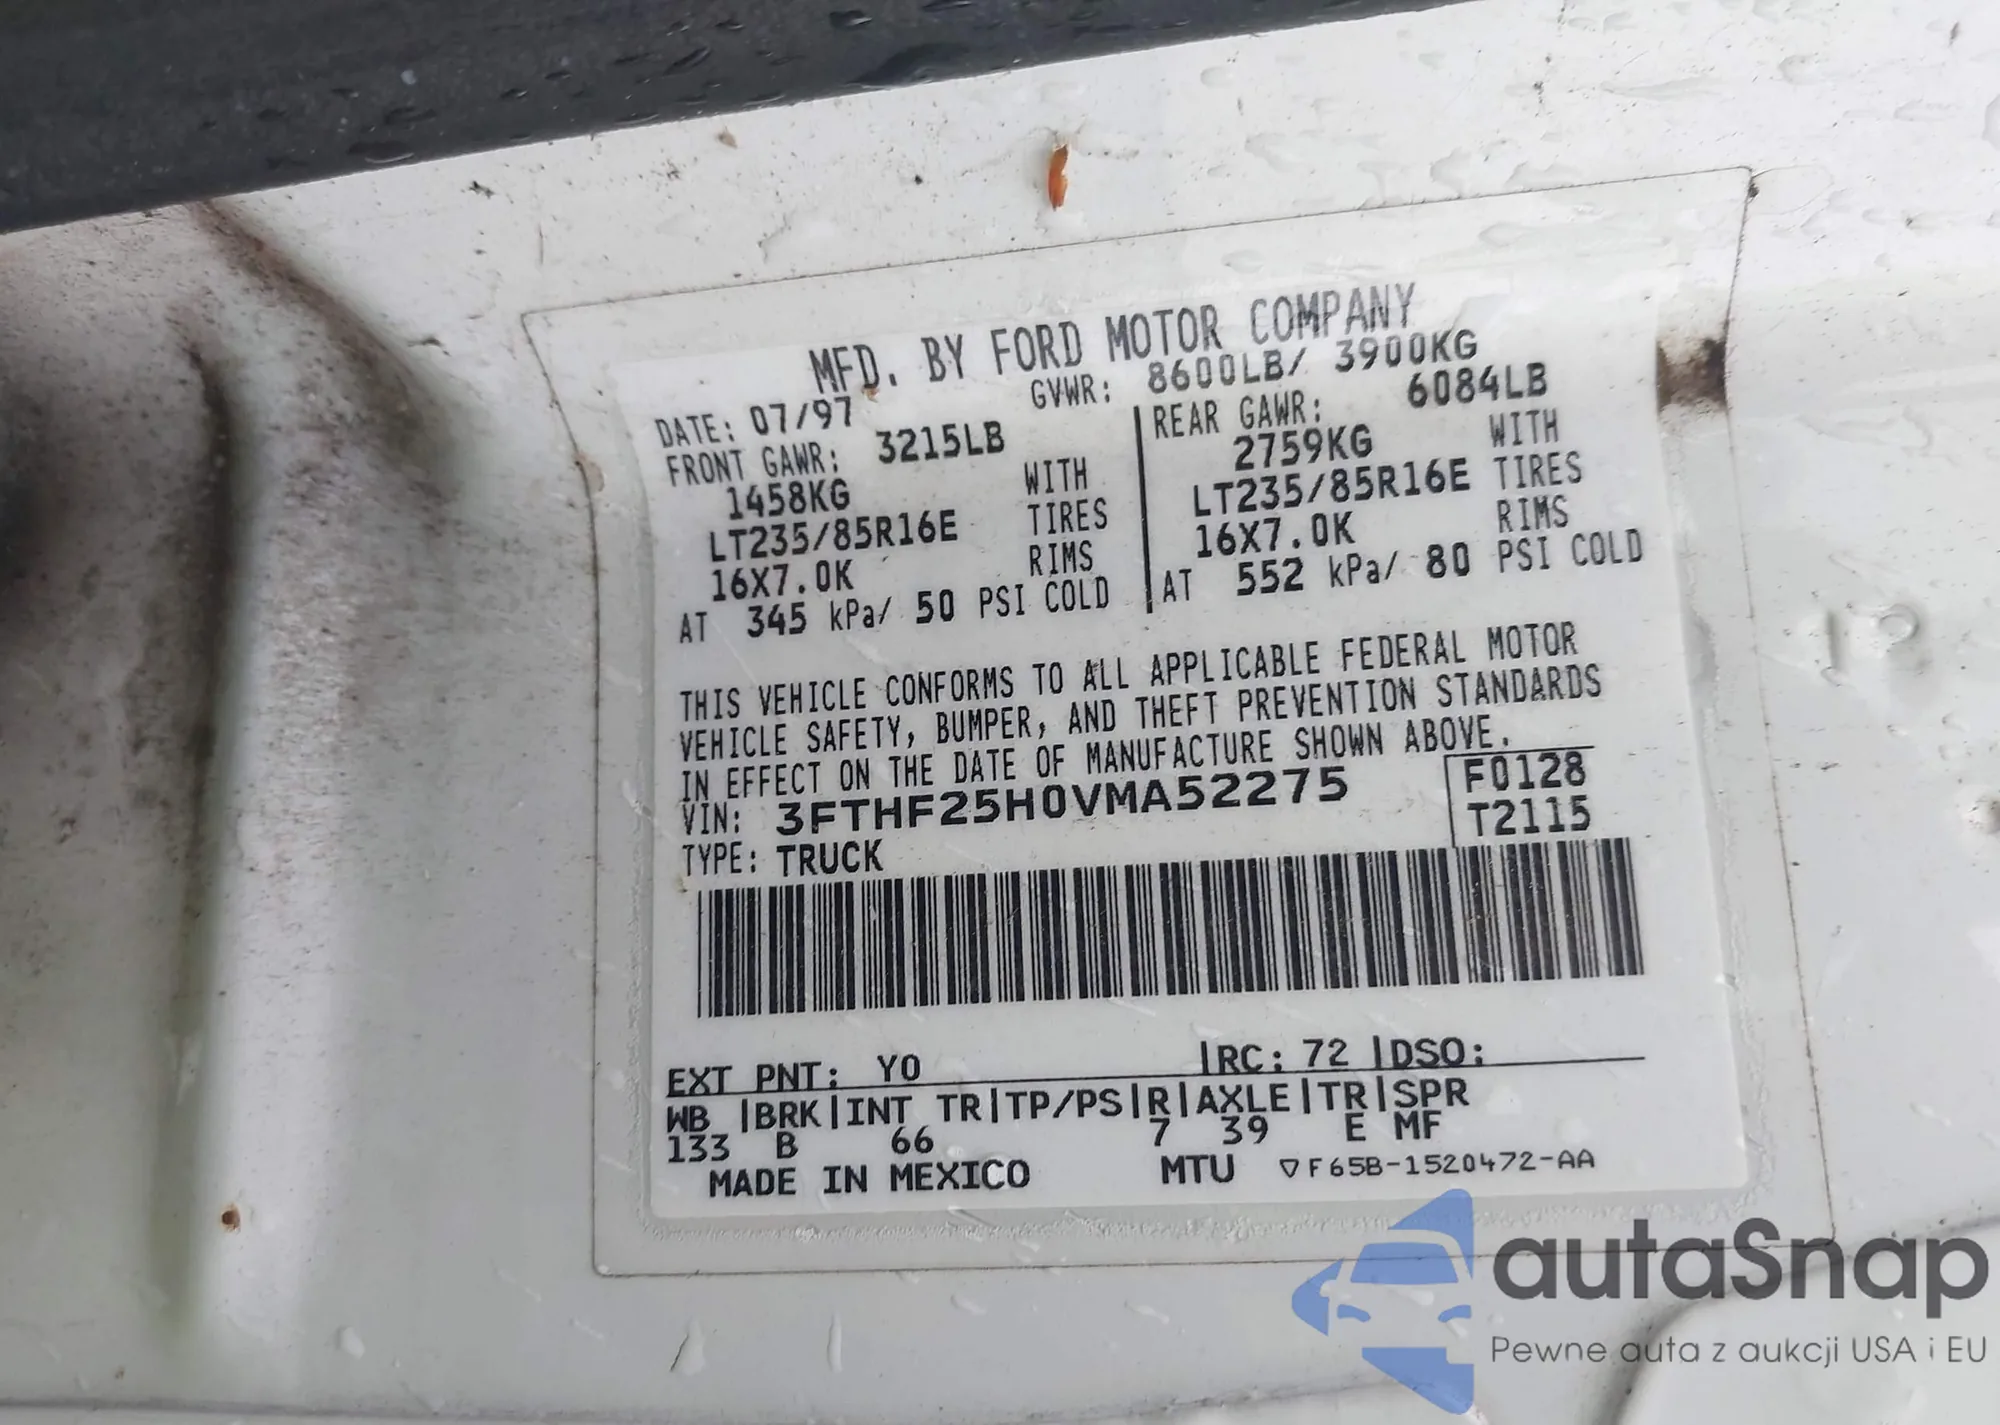 MFD. BY FORD MOTOR COMPANY
DATE: 07/97 GVWR: 8600LB/ 3900KG
FRONT GAWR: 3215LB REAR GAWR: 6084LB
1458KG WITH 2759KG WITH
LT235/85R16E TIRES LT235/85R16E TIRES
16X7.0K RIMS 16X7.0K RIMS
AT 345 kPa/ 50 PSI COLD AT 552 kPa/ 80 PSI COLD
THIS VEHICLE CONFORMS TO ALL APPLICABLE FEDERAL MOTOR
VEHICLE SAFETY, BUMPER, AND THEFT PREVENTION STANDARDS
IN EFFECT ON THE DATE OF MANUFACTURE SHOWN ABOVE.
VIN: 3FTHF25H0VMA52275 F0128
TYPE: TRUCK T2115
EXT PNT: YO |RC: 72 |DSO:
WB |BRK|INT TR|TP/PS|R|AXLE|TR|SPR
133 B 66 7 39 E MF
MADE IN MEXICO MTU ▽F65B-1520472-AA
autaSnap
Pewne auta z aukcji USA i EU